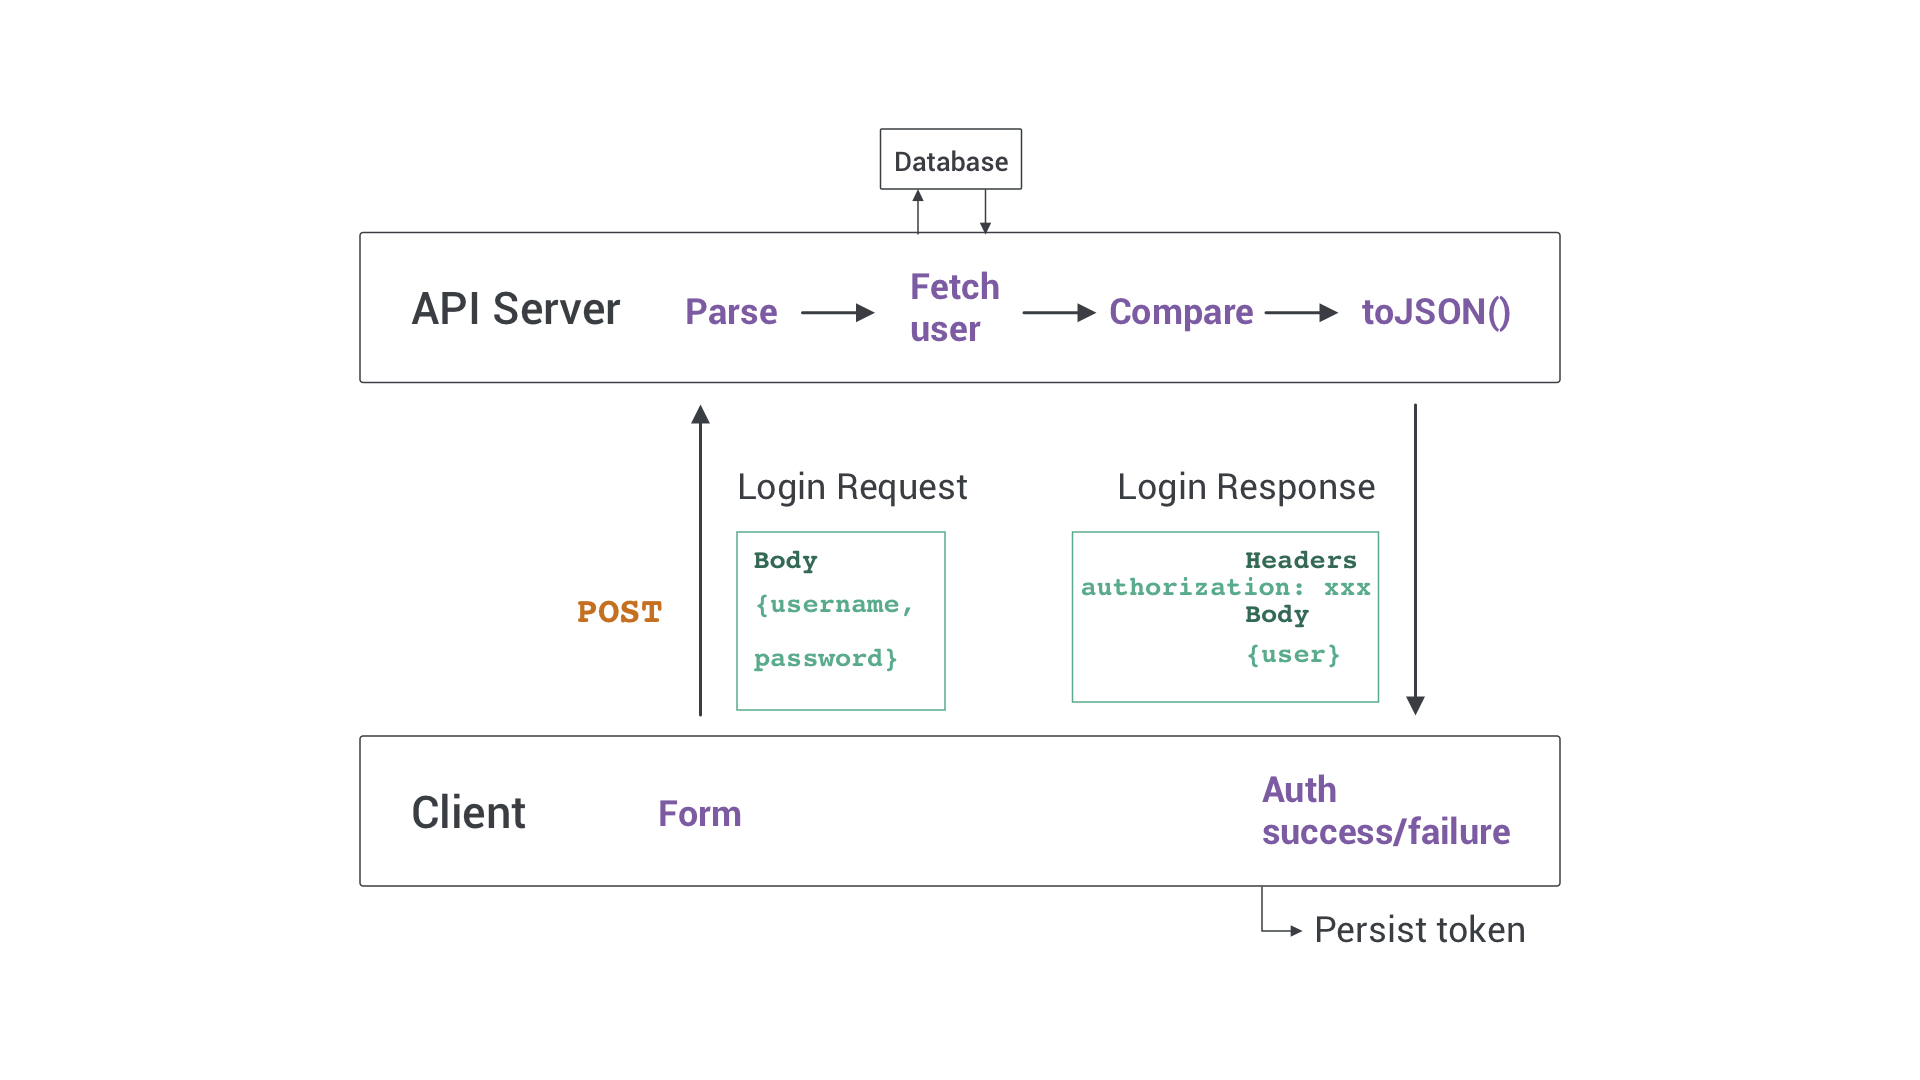 Database
API Server
Parse
Fetch
user
Compare
toJSON()
Login Request
Login Response
POST
Body
{username,
password}
Headers
authorization: xxx
Body
{user}
Client
Form
Auth
success/failure
Persist token